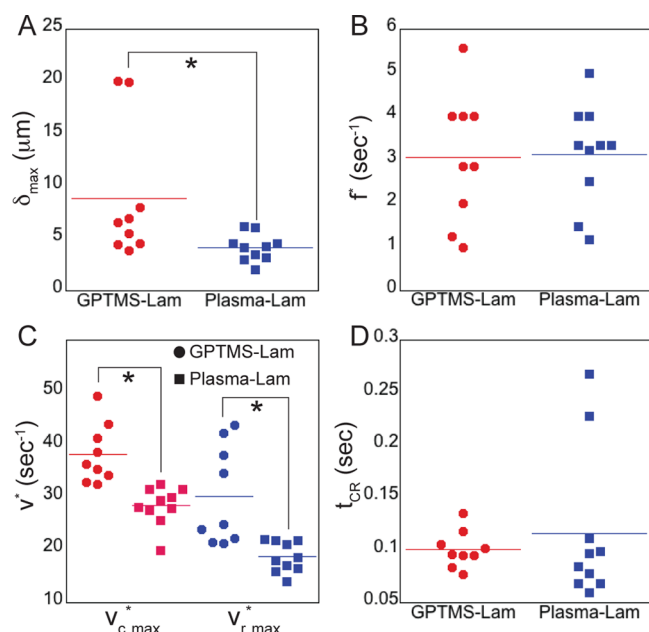 A
25
20
15
10
5
0
δmax (μm)
*
GPTMS-Lam
Plasma-Lam
B
6
5
4
3
2
1
0
f* (sec-1)
GPTMS-Lam
Plasma-Lam
C
GPTMS-Lam
Plasma-Lam
50
40
30
20
10
v* (sec-1)
*
*
v*c,max
v*r,max
D
0.3
0.25
0.2
0.15
0.1
0.05
tCR (sec)
GPTMS-Lam
Plasma-Lam